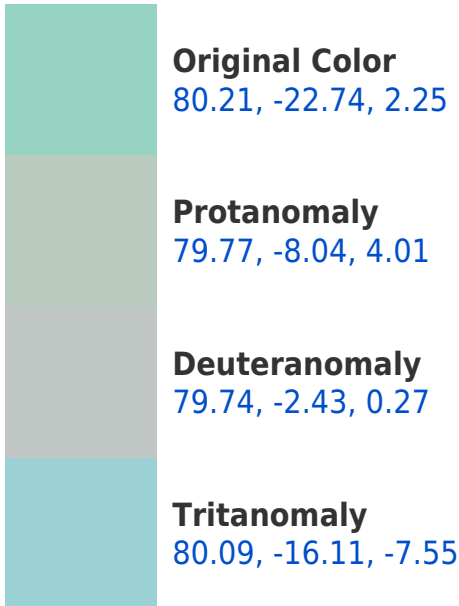 Original Color
80.21, -22.74, 2.25
Protanomaly
79.77, -8.04, 4.01
Deuteranomaly
79.74, -2.43, 0.27
Tritanomaly
80.09, -16.11, -7.55